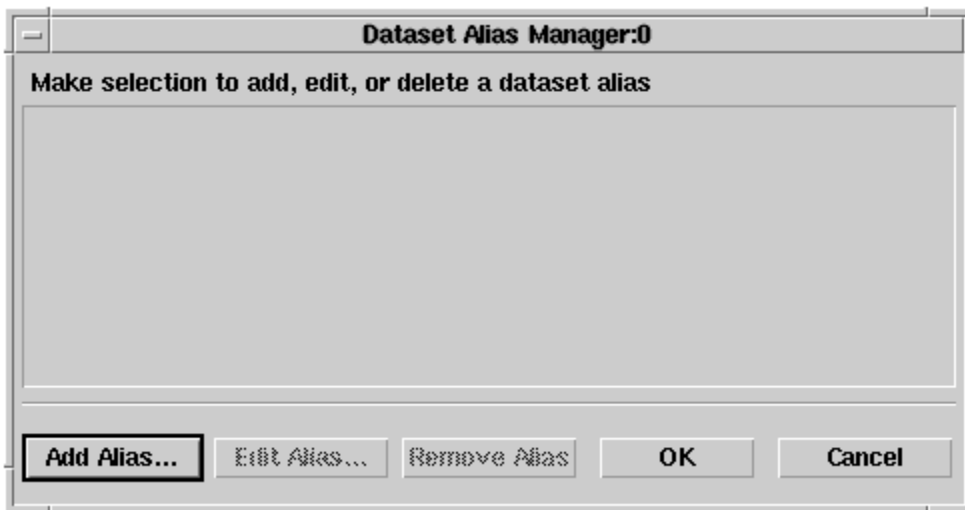 Dataset Alias Manager:0
Make selection to add, edit, or delete a dataset alias
Add Alias... Edit Alias... Remove Alias OK Cancel